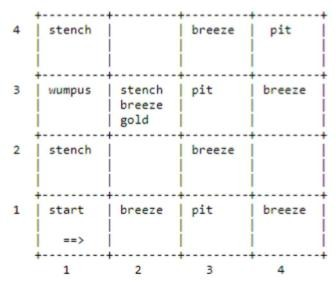 4 stench breeze pit
3 wumpus stench pit breeze
breeze
gold
2 stench breeze
1 start breeze pit breeze
==>
1 2 3 4